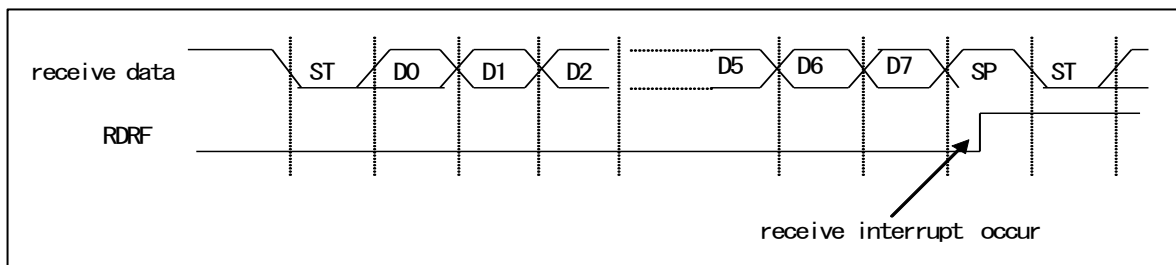 receive data ST D0 D1 D2 D5 D6 D7 SP ST
RDRF
receive interrupt occur